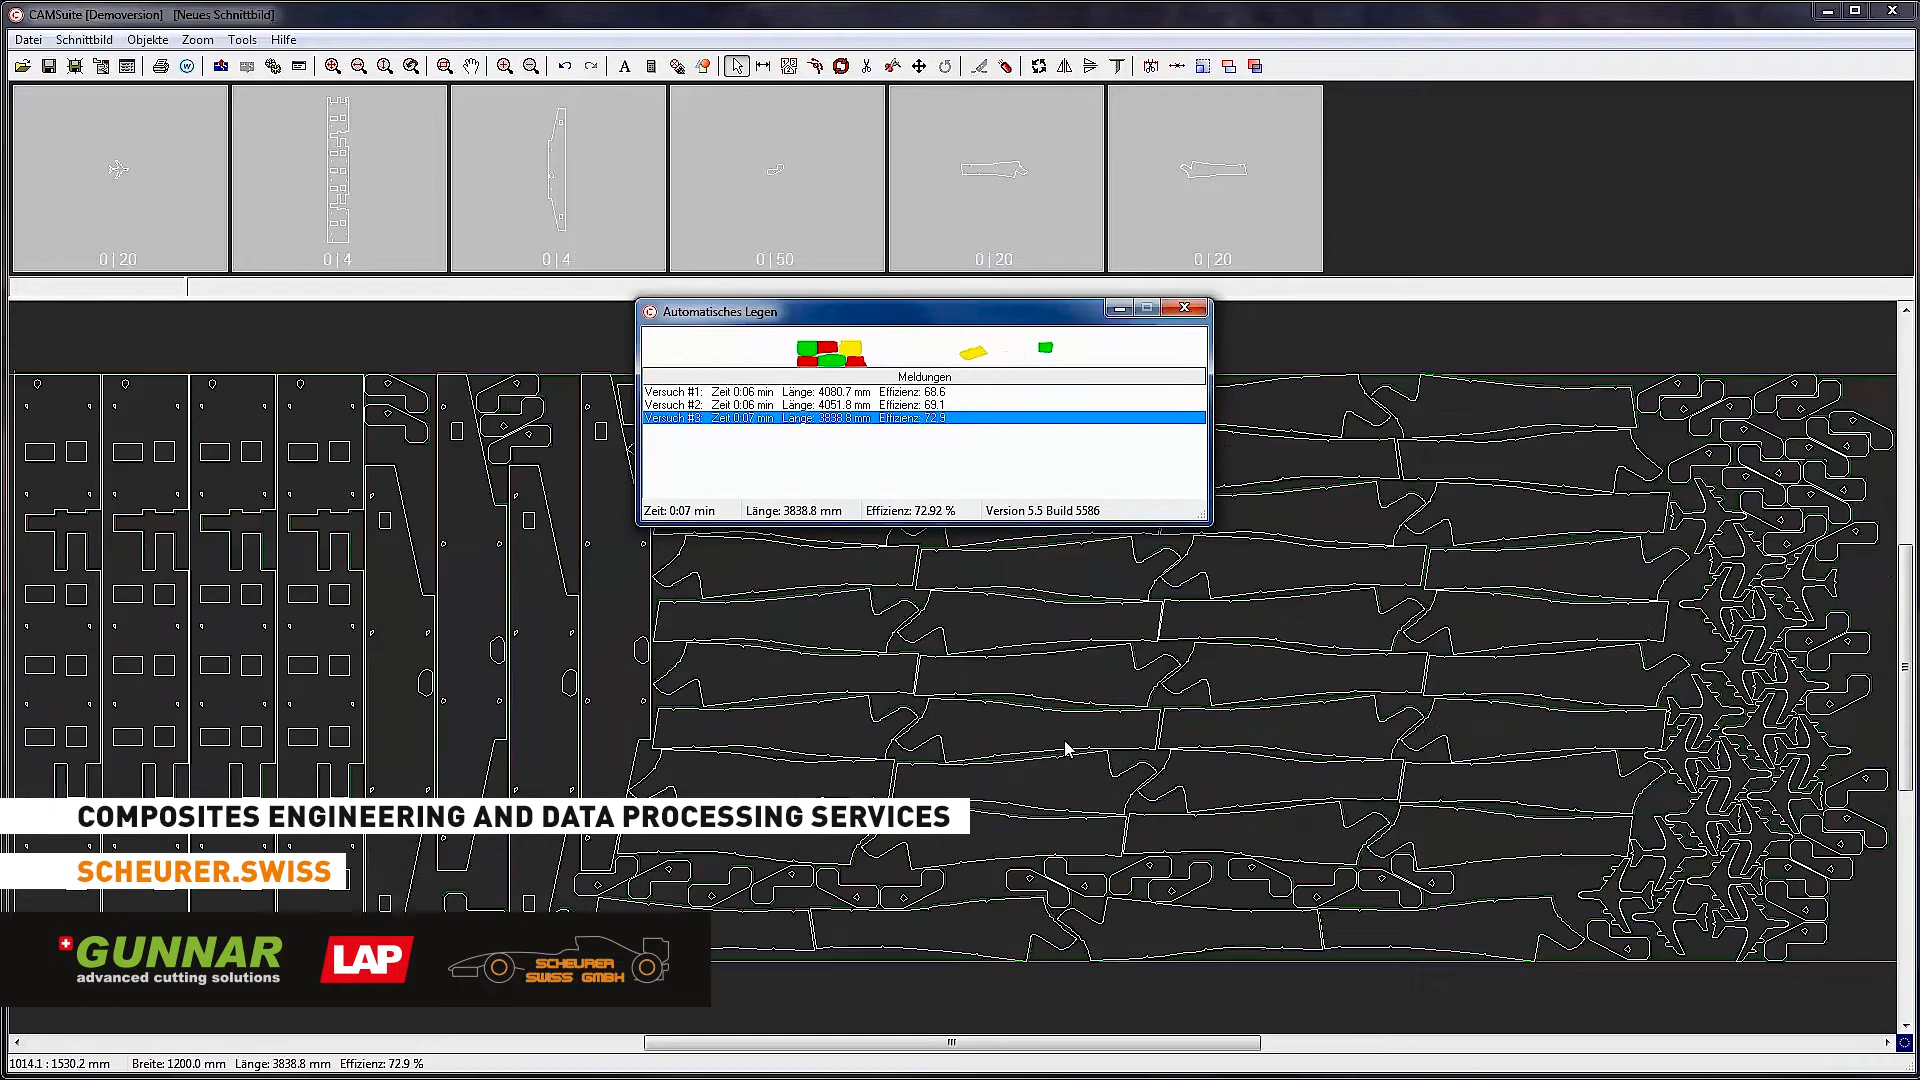 CAMSuite [Demoversion] [Neues Schnittbild]
Datei Schnittbild Objekte Zoom Tools Hilfe
0 | 20
0 | 4
0 | 4
0 | 50
0 | 20
0 | 20
Automatisches Legen
Meldungen
Versuch #1: Zeit 0:06 min Länge: 4080.7 mm Effizienz: 68.6
Versuch #2: Zeit 0:06 min Länge: 4051.8 mm Effizienz: 69.1
Versuch #3: Zeit 0:07 min Länge: 3838.8 mm Effizienz: 72.9
Zeit: 0:07 min Länge: 3838.8 mm Effizienz: 72.92 % Version 5.5 Build 5586
COMPOSITES ENGINEERING AND DATA PROCESSING SERVICES
SCHEURER.SWISS
GUNNAR
advanced cutting solutions
LAP
SCHEURER
SWISS GMBH
1014.1 : 1530.2 mm Breite: 1200.0 mm Länge: 3838.8 mm Effizienz: 72.9 %